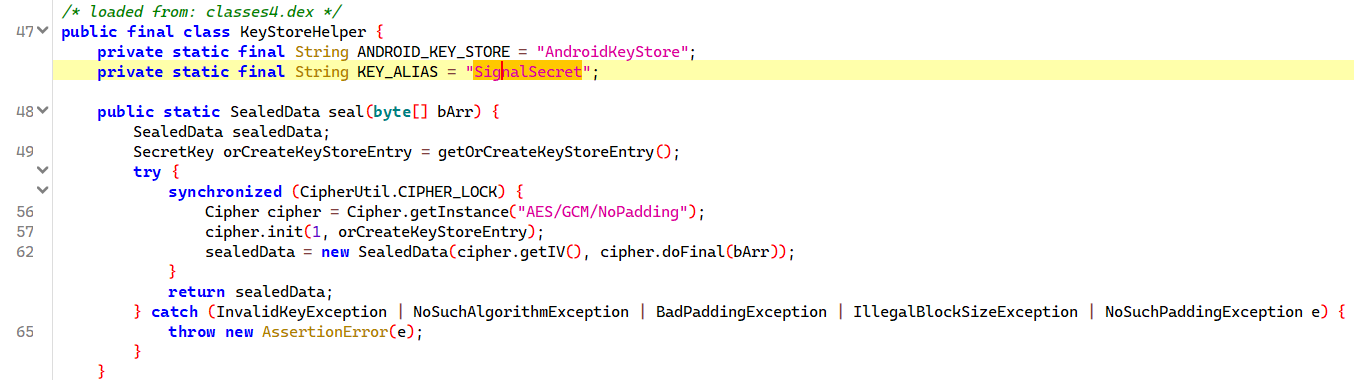 /* loaded from: classes4.dex */
47 public final class KeyStoreHelper {
private static final String ANDROID_KEY_STORE = "AndroidKeyStore";
private static final String KEY_ALIAS = "SignalSecret";
48 public static SealedData seal(byte[] bArr) {
SealedData sealedData;
49 SecretKey orCreateKeyStoreEntry = getOrCreateKeyStoreEntry();
try {
synchronized (CipherUtil.CIPHER_LOCK) {
56 Cipher cipher = Cipher.getInstance("AES/GCM/NoPadding");
57 cipher.init(1, orCreateKeyStoreEntry);
62 sealedData = new SealedData(cipher.getIV(), cipher.doFinal(bArr));
}
return sealedData;
} catch (InvalidKeyException | NoSuchAlgorithmException | BadPaddingException | IllegalBlockSizeException | NoSuchPaddingException e) {
65 throw new AssertionError(e);
}
}